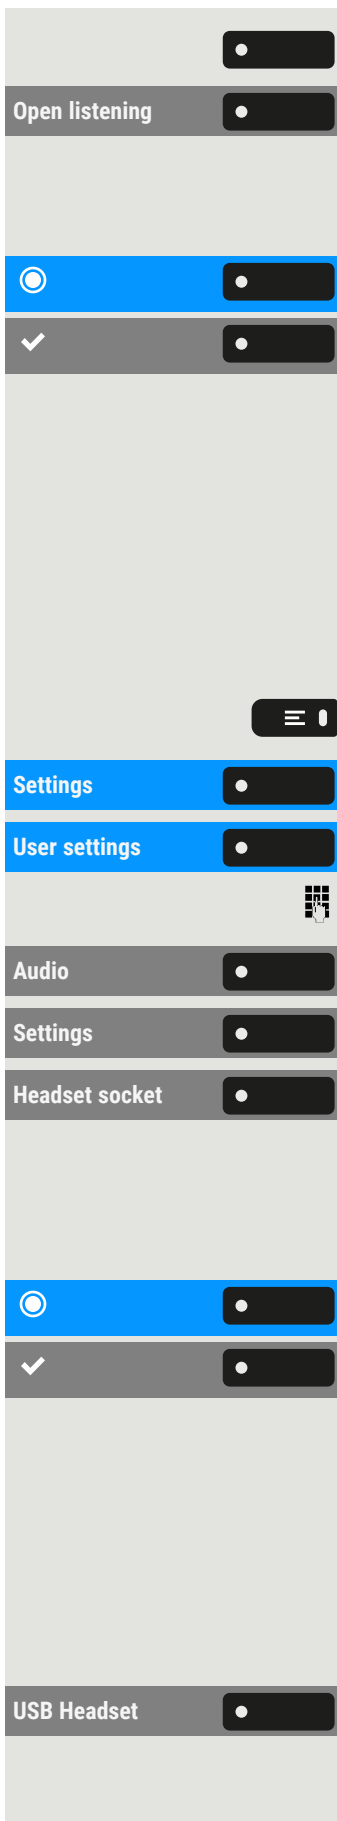 Open listening
Settings
User settings
Audio
Settings
Headset socket
USB Headset